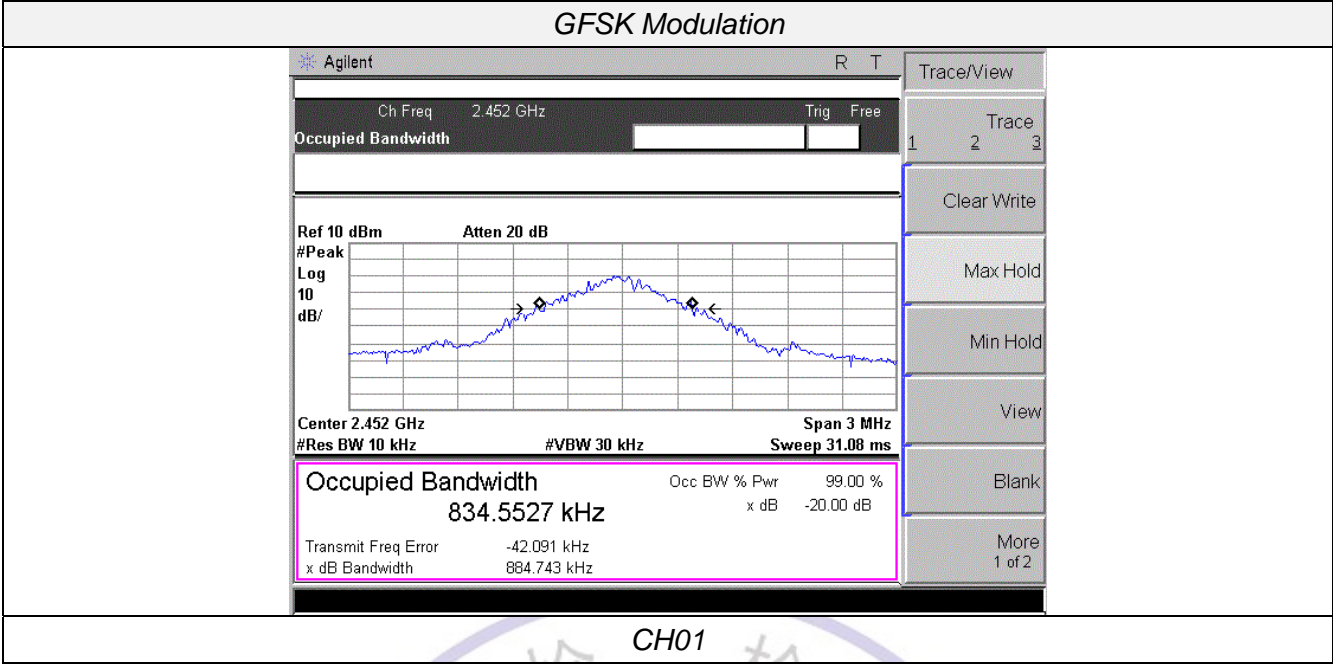 GFSK Modulation
Agilent R T
Trace/View
Ch Freq 2.452 GHz Trig Free
Occupied Bandwidth
Trace
1 2 3
Clear Write
Max Hold
Min Hold
View
Blank
More
1 of 2
Ref 10 dBm Atten 20 dB
#Peak
Log
10
dB/
Center 2.452 GHz Span 3 MHz
#Res BW 10 kHz #VBW 30 kHz Sweep 31.08 ms
Occupied Bandwidth
834.5527 kHz
Occ BW % Pwr 99.00 %
x dB -20.00 dB
Transmit Freq Error -42.091 kHz
x dB Bandwidth 884.743 kHz
CH01